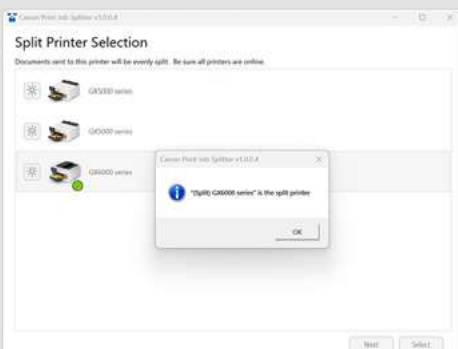 Canon Print Job Splitter v1.0.0.4
Split Printer Selection
Documents sent to this printer will be evenly split. Be sure all printers are online.
GX5000 series
GX5000 series
GX6000 series
Canon Print Job Splitter v1.0.0.4
"(Split) GX6000 series" is the split printer
OK
Next
Select